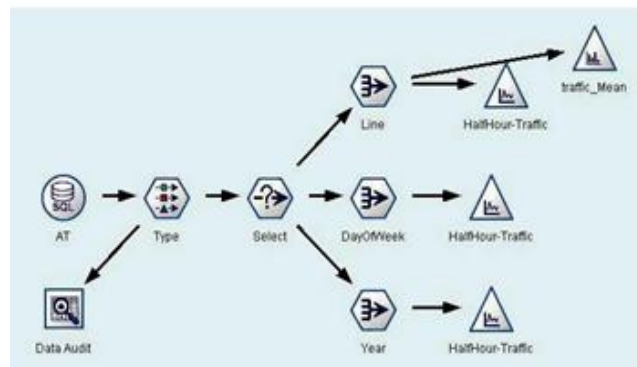 traffic_Mean
Line
HalfHour-Traffic
SQL
AT
Type
Select
DayOfWeek
HalfHour-Traffic
Data Audit
Year
HalfHour-Traffic